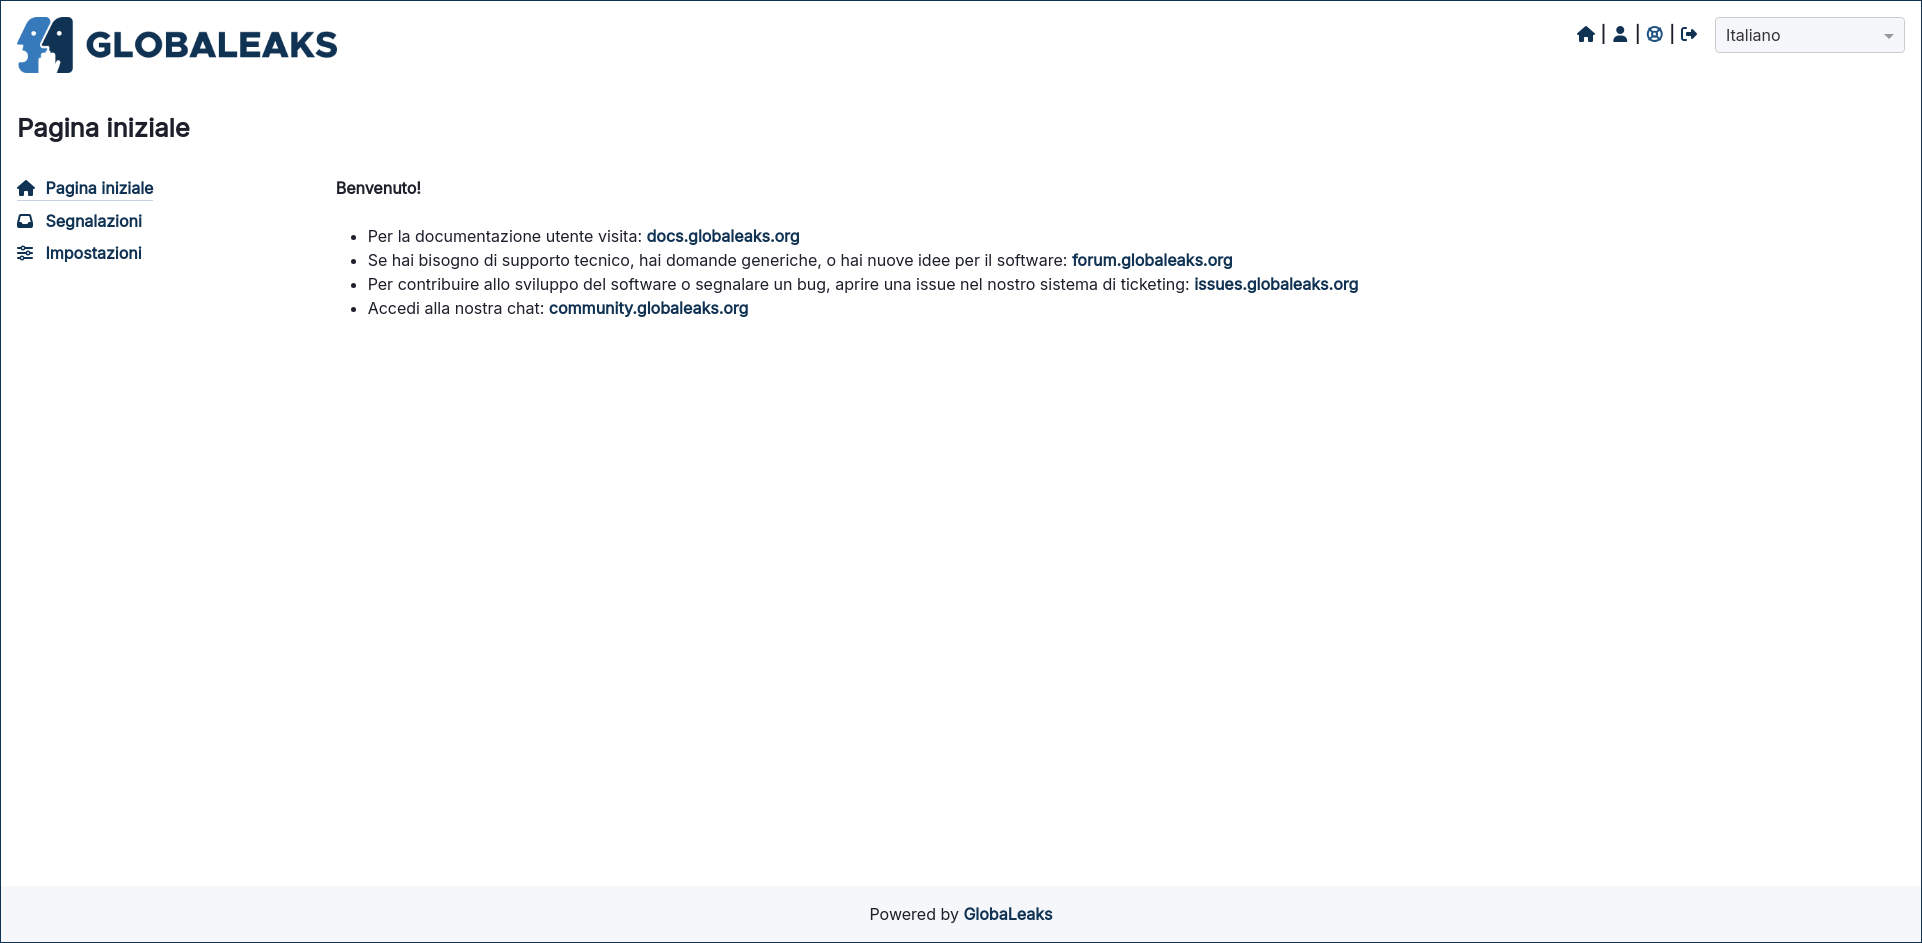 GLOBALEAKS
Italiano
Pagina iniziale
Pagina iniziale
Segnalazioni
Impostazioni
Benvenuto!
Per la documentazione utente visita: docs.globaleaks.org
Se hai bisogno di supporto tecnico, hai domande generiche, o hai nuove idee per il software: forum.globaleaks.org
Per contribuire allo sviluppo del software o segnalare un bug, aprire una issue nel nostro sistema di ticketing: issues.globaleaks.org
Accedi alla nostra chat: community.globaleaks.org
Powered by GlobaLeaks